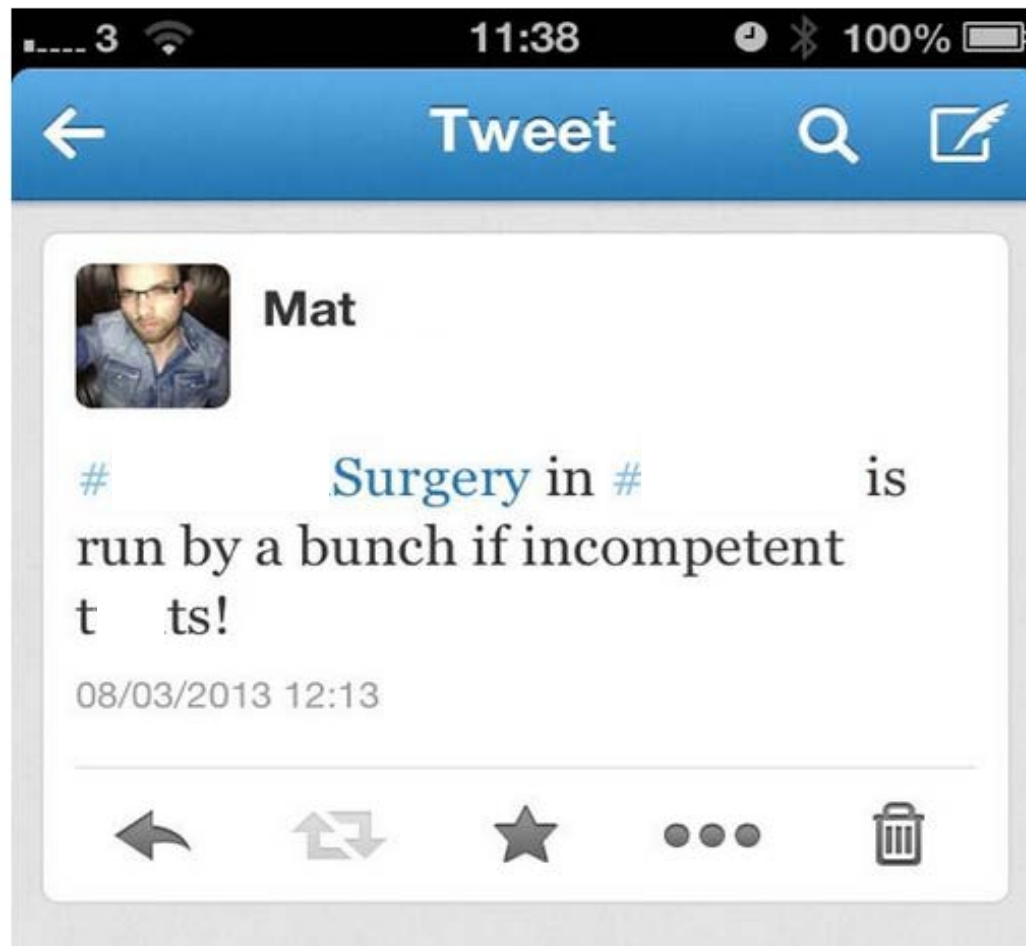 3 11:38 100%
Tweet
Mat
# Surgery in # is
run by a bunch if incompetent
t ts!
08/03/2013 12:13